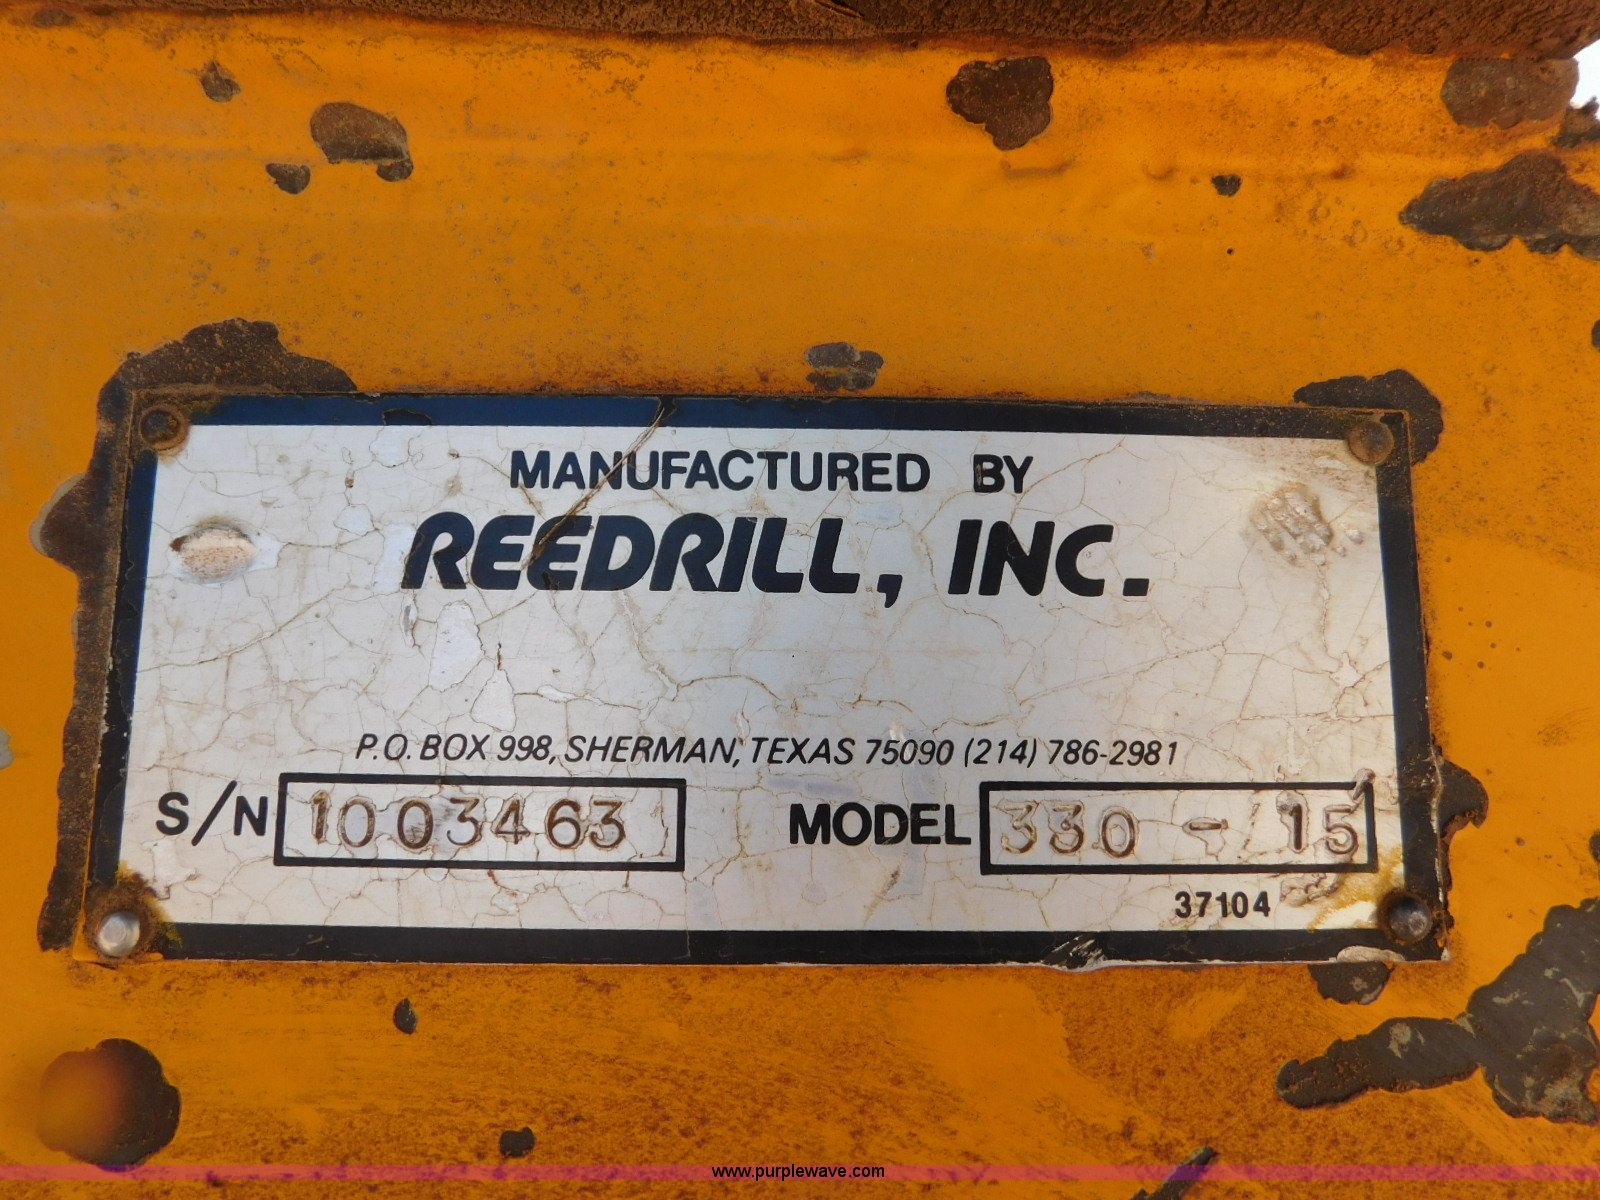 MANUFACTURED BY
REEDRILL, INC.
P.O. BOX 998, SHERMAN, TEXAS 75090 (214) 786-2981
S/N 1003463 MODEL 330 - 15
37104
www.purplewave.com